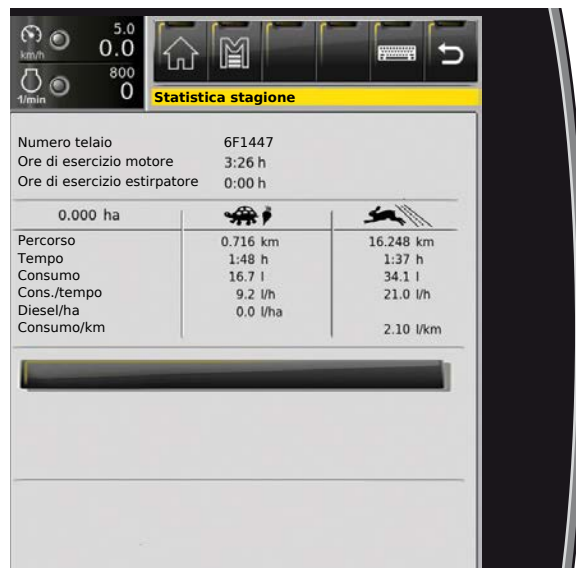 5.0
km/h 0.0
800
1/min 0
Statistica stagione
Numero telaio 6F1447
Ore di esercizio motore 3:26 h
Ore di esercizio estirpatore 0:00 h
0.000 ha
Percorso 0.716 km 16.248 km
Tempo 1:48 h 1:37 h
Consumo 16.7 l 34.1 l
Cons./tempo 9.2 l/h 21.0 l/h
Diesel/ha 0.0 l/ha
Consumo/km 2.10 l/km